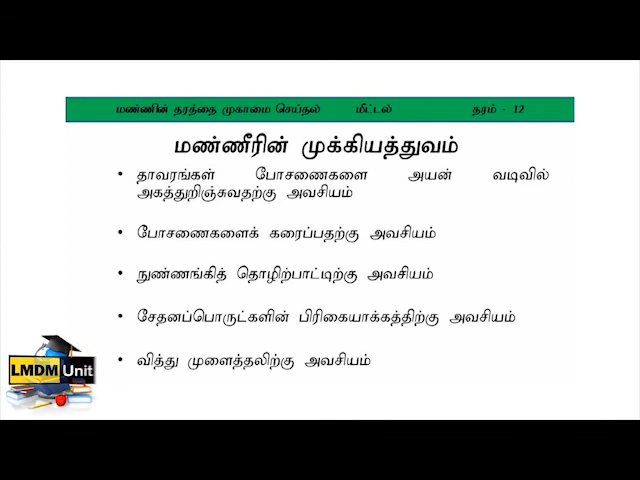 மண்ணின் தரத்தை முகாமை செய்தல் மீட்டல் தரம் - 12
மண்ணீரின் முக்கியத்துவம்
• தாவரங்கள் போசணைகளை அயன் வடிவில்
அகத்துறிஞ்சுவதற்கு அவசியம்
• போசணைகளைக் கரைப்பதற்கு அவசியம்
• நுண்ணங்கித் தொழிற்பாட்டிற்கு அவசியம்
• சேதனப்பொருட்களின் பிரிகையாக்கத்திற்கு அவசியம்
• வித்து முளைத்தலிற்கு அவசியம்
LMDM Unit